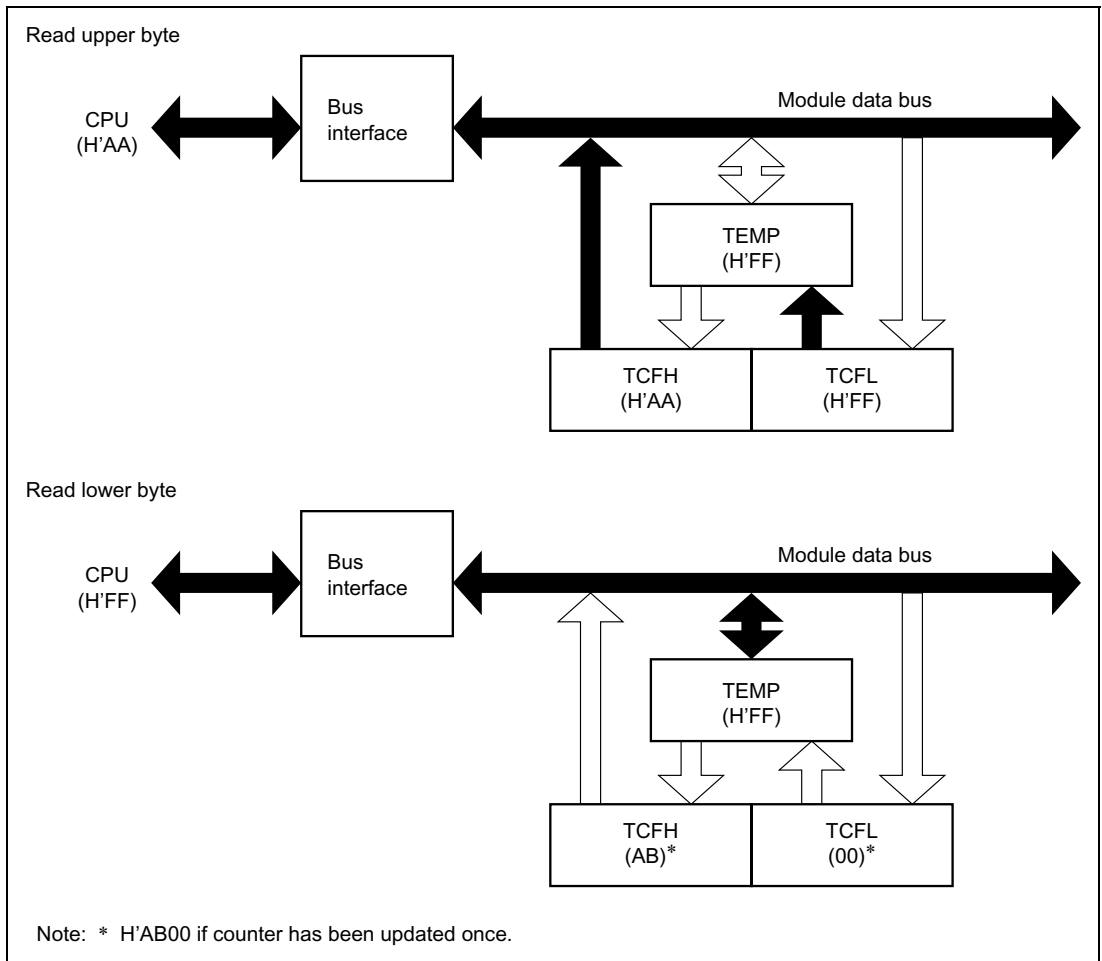 Read upper byte
CPU
(H'AA)
Bus
interface
Module data bus
TEMP
(H'FF)
TCFH
(H'AA)
TCFL
(H'FF)
Read lower byte
CPU
(H'FF)
Bus
interface
Module data bus
TEMP
(H'FF)
TCFH
(AB)*
TCFL
(00)*
Note: * H'AB00 if counter has been updated once.